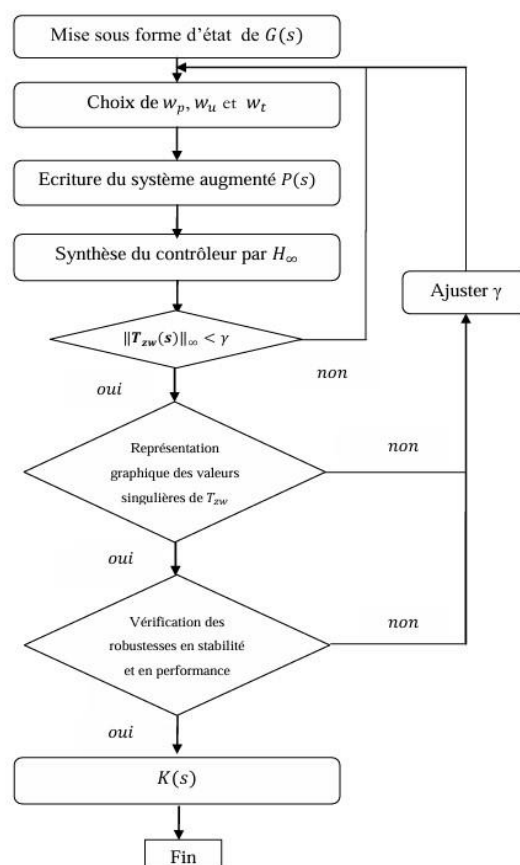 Mise sous forme d'état de G(s)
Choix de w_p, w_u et w_t
Ecriture du système augmenté P(s)
Synthèse du contrôleur par H_∞
Ajuster γ
‖T_zw(s)‖_∞ < γ
non
oui
Représentation
graphique des valeurs
singulières de T_zw
non
oui
Vérification des
robustesses en stabilité
et en performance
non
oui
K(s)
Fin